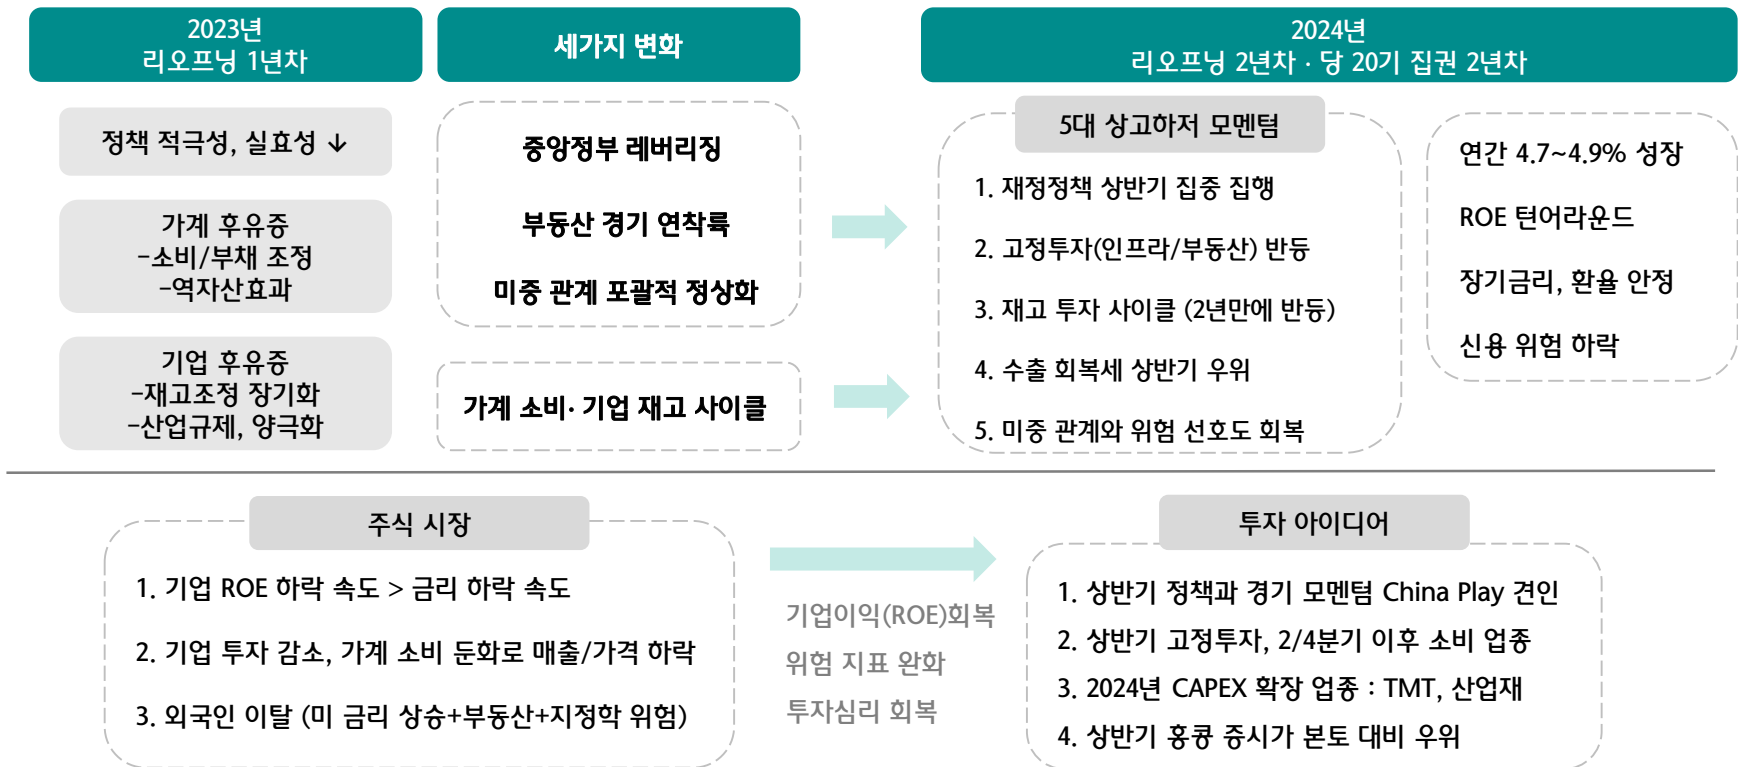 2023년
리오프닝 1년차
세가지 변화
2024년
리오프닝 2년차 · 당 20기 집권 2년차
정책 적극성, 실효성 ↓
가계 후유증
-소비/부채 조정
-역자산효과
기업 후유증
-재고조정 장기화
-산업규제, 양극화
중앙정부 레버리징
부동산 경기 연착륙
미중 관계 포괄적 정상화
가계 소비· 기업 재고 사이클
5대 상고하저 모멘텀
1. 재정정책 상반기 집중 집행
2. 고정투자(인프라/부동산) 반등
3. 재고 투자 사이클 (2년만에 반등)
4. 수출 회복세 상반기 우위
5. 미중 관계와 위험 선호도 회복
연간 4.7~4.9% 성장
ROE 턴어라운드
장기금리, 환율 안정
신용 위험 하락
주식 시장
1. 기업 ROE 하락 속도 > 금리 하락 속도
2. 기업 투자 감소, 가계 소비 둔화로 매출/가격 하락
3. 외국인 이탈 (미 금리 상승+부동산+지정학 위험)
기업이익(ROE)회복
위험 지표 완화
투자심리 회복
투자 아이디어
1. 상반기 정책과 경기 모멘텀 China Play 견인
2. 상반기 고정투자, 2/4분기 이후 소비 업종
3. 2024년 CAPEX 확장 업종 : TMT, 산업재
4. 상반기 홍콩 증시가 본토 대비 우위